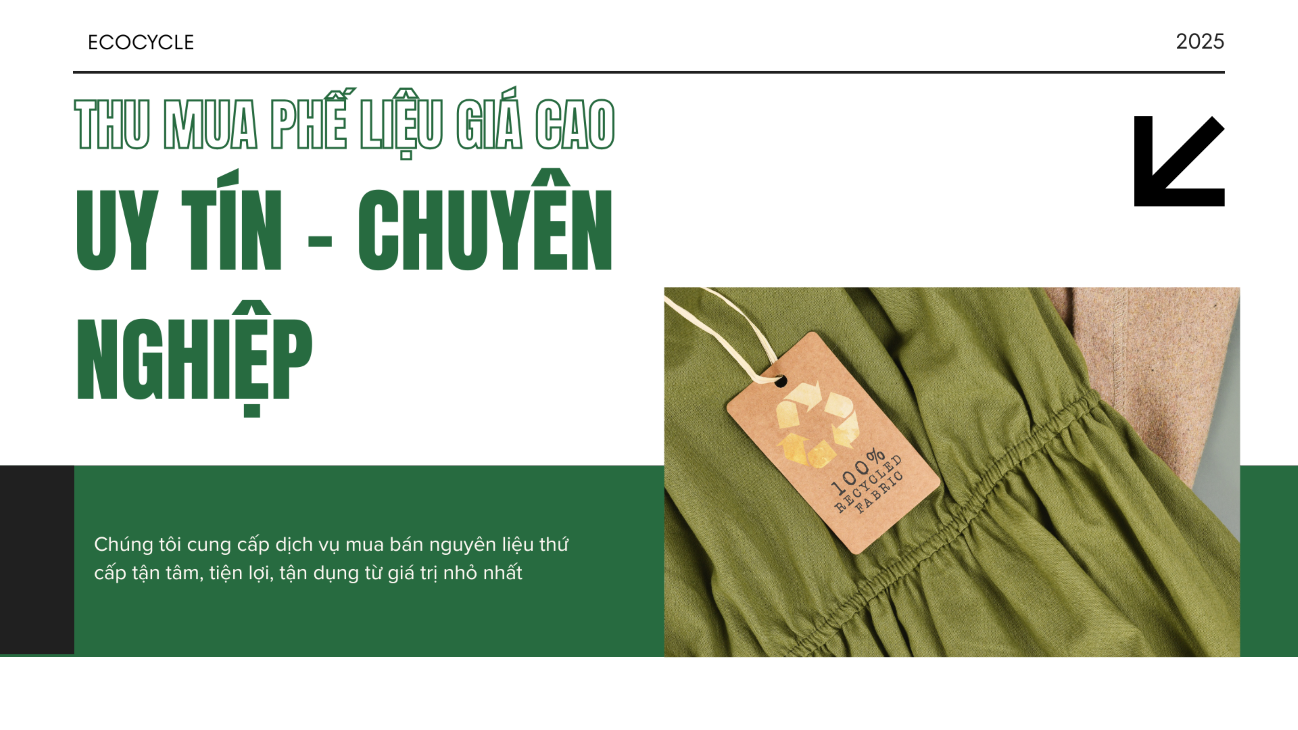 ECOCYCLE
2025
THU MUA PHẾ LIỆU GIÁ CAO
UY TÍN - CHUYÊN
NGHIỆP
Chúng tôi cung cấp dịch vụ mua bán nguyên liệu thứ
cấp tận tâm, tiện lợi, tận dụng từ giá trị nhỏ nhất
100%
RECYCLED
FABRIC